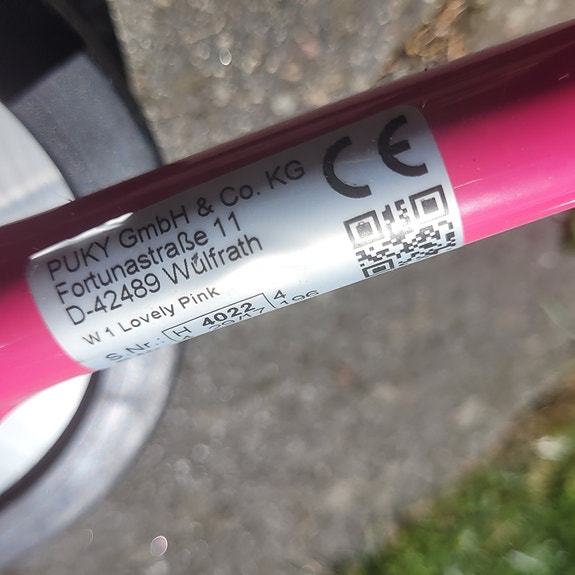 PUKY GmbH & Co. KG
Fortunastraße 11
D-42489 Wülfrath
CE
W 1 Lovely Pink
S.Nr.: H 4022 4